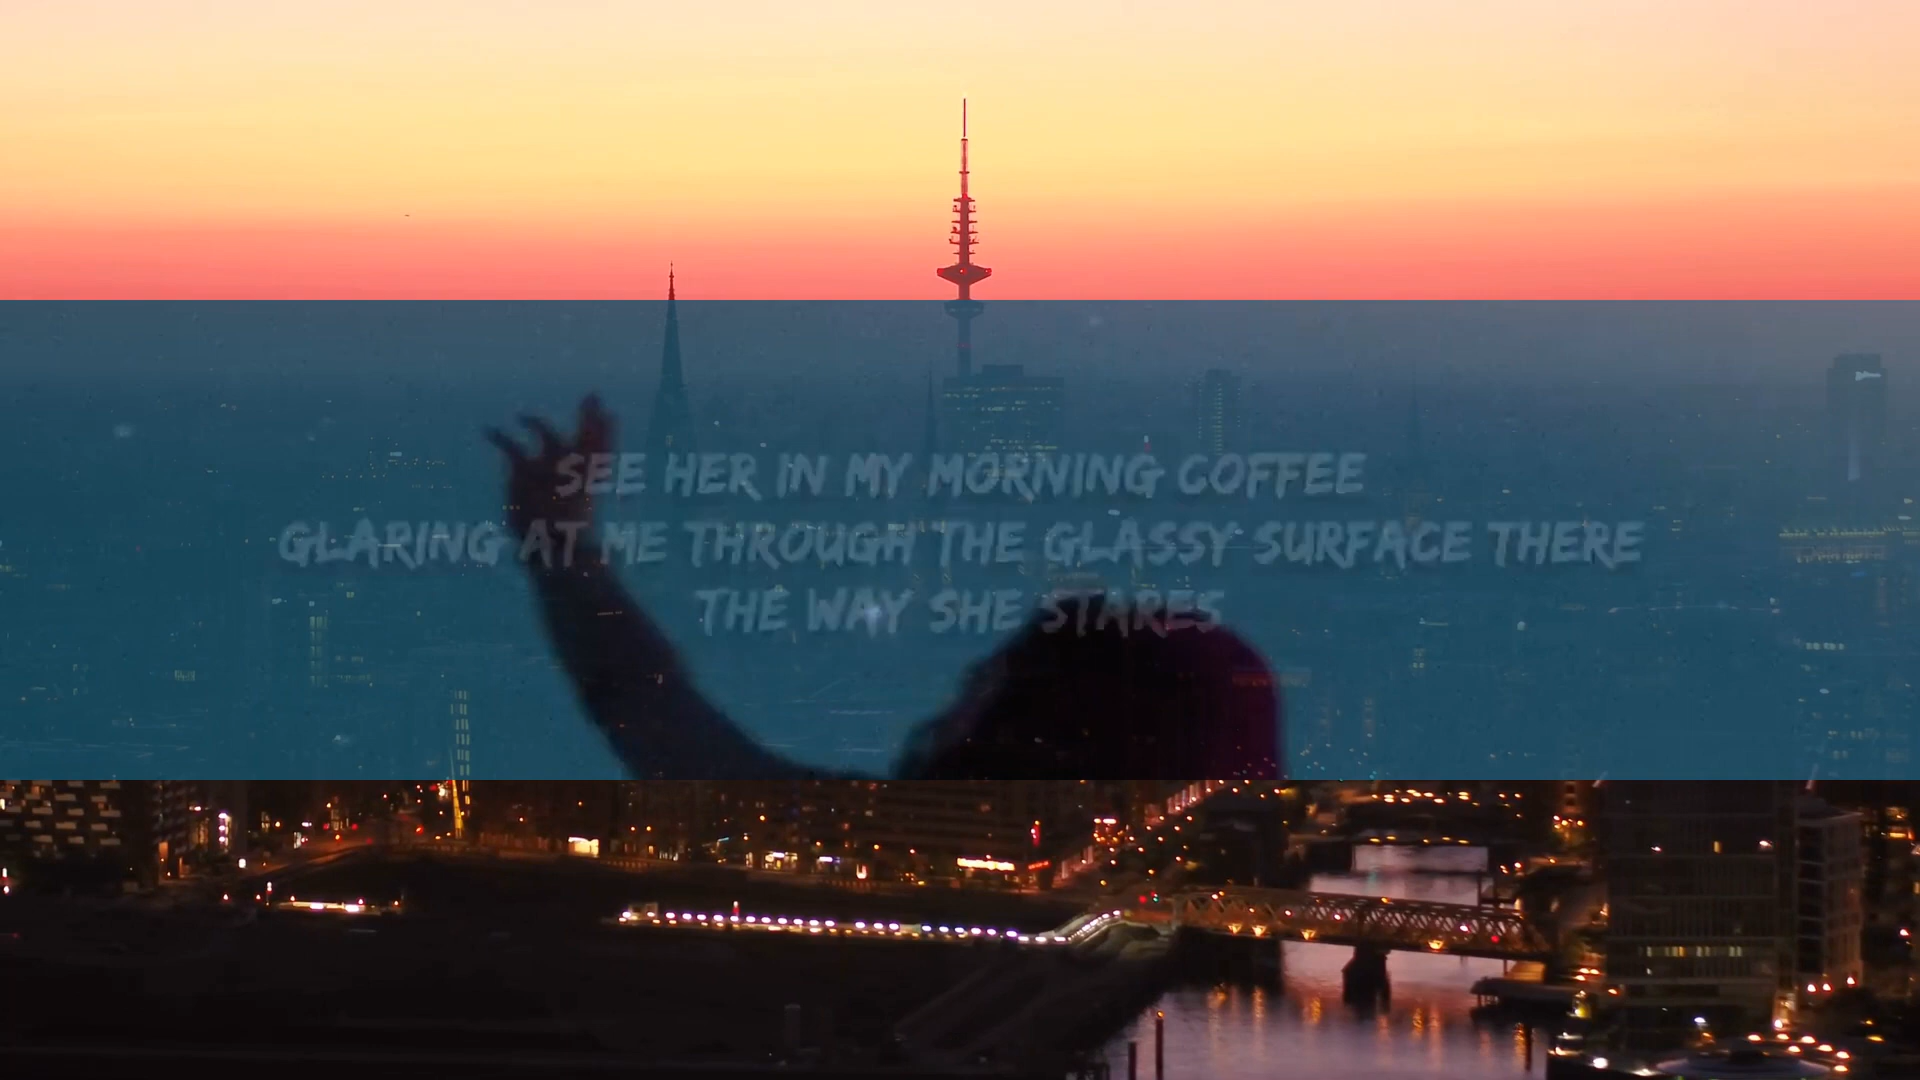 SEE HER IN MY MORNING COFFEE
GLARING AT ME THROUGH THE GLASSY SURFACE THERE
THE WAY SHE STARES